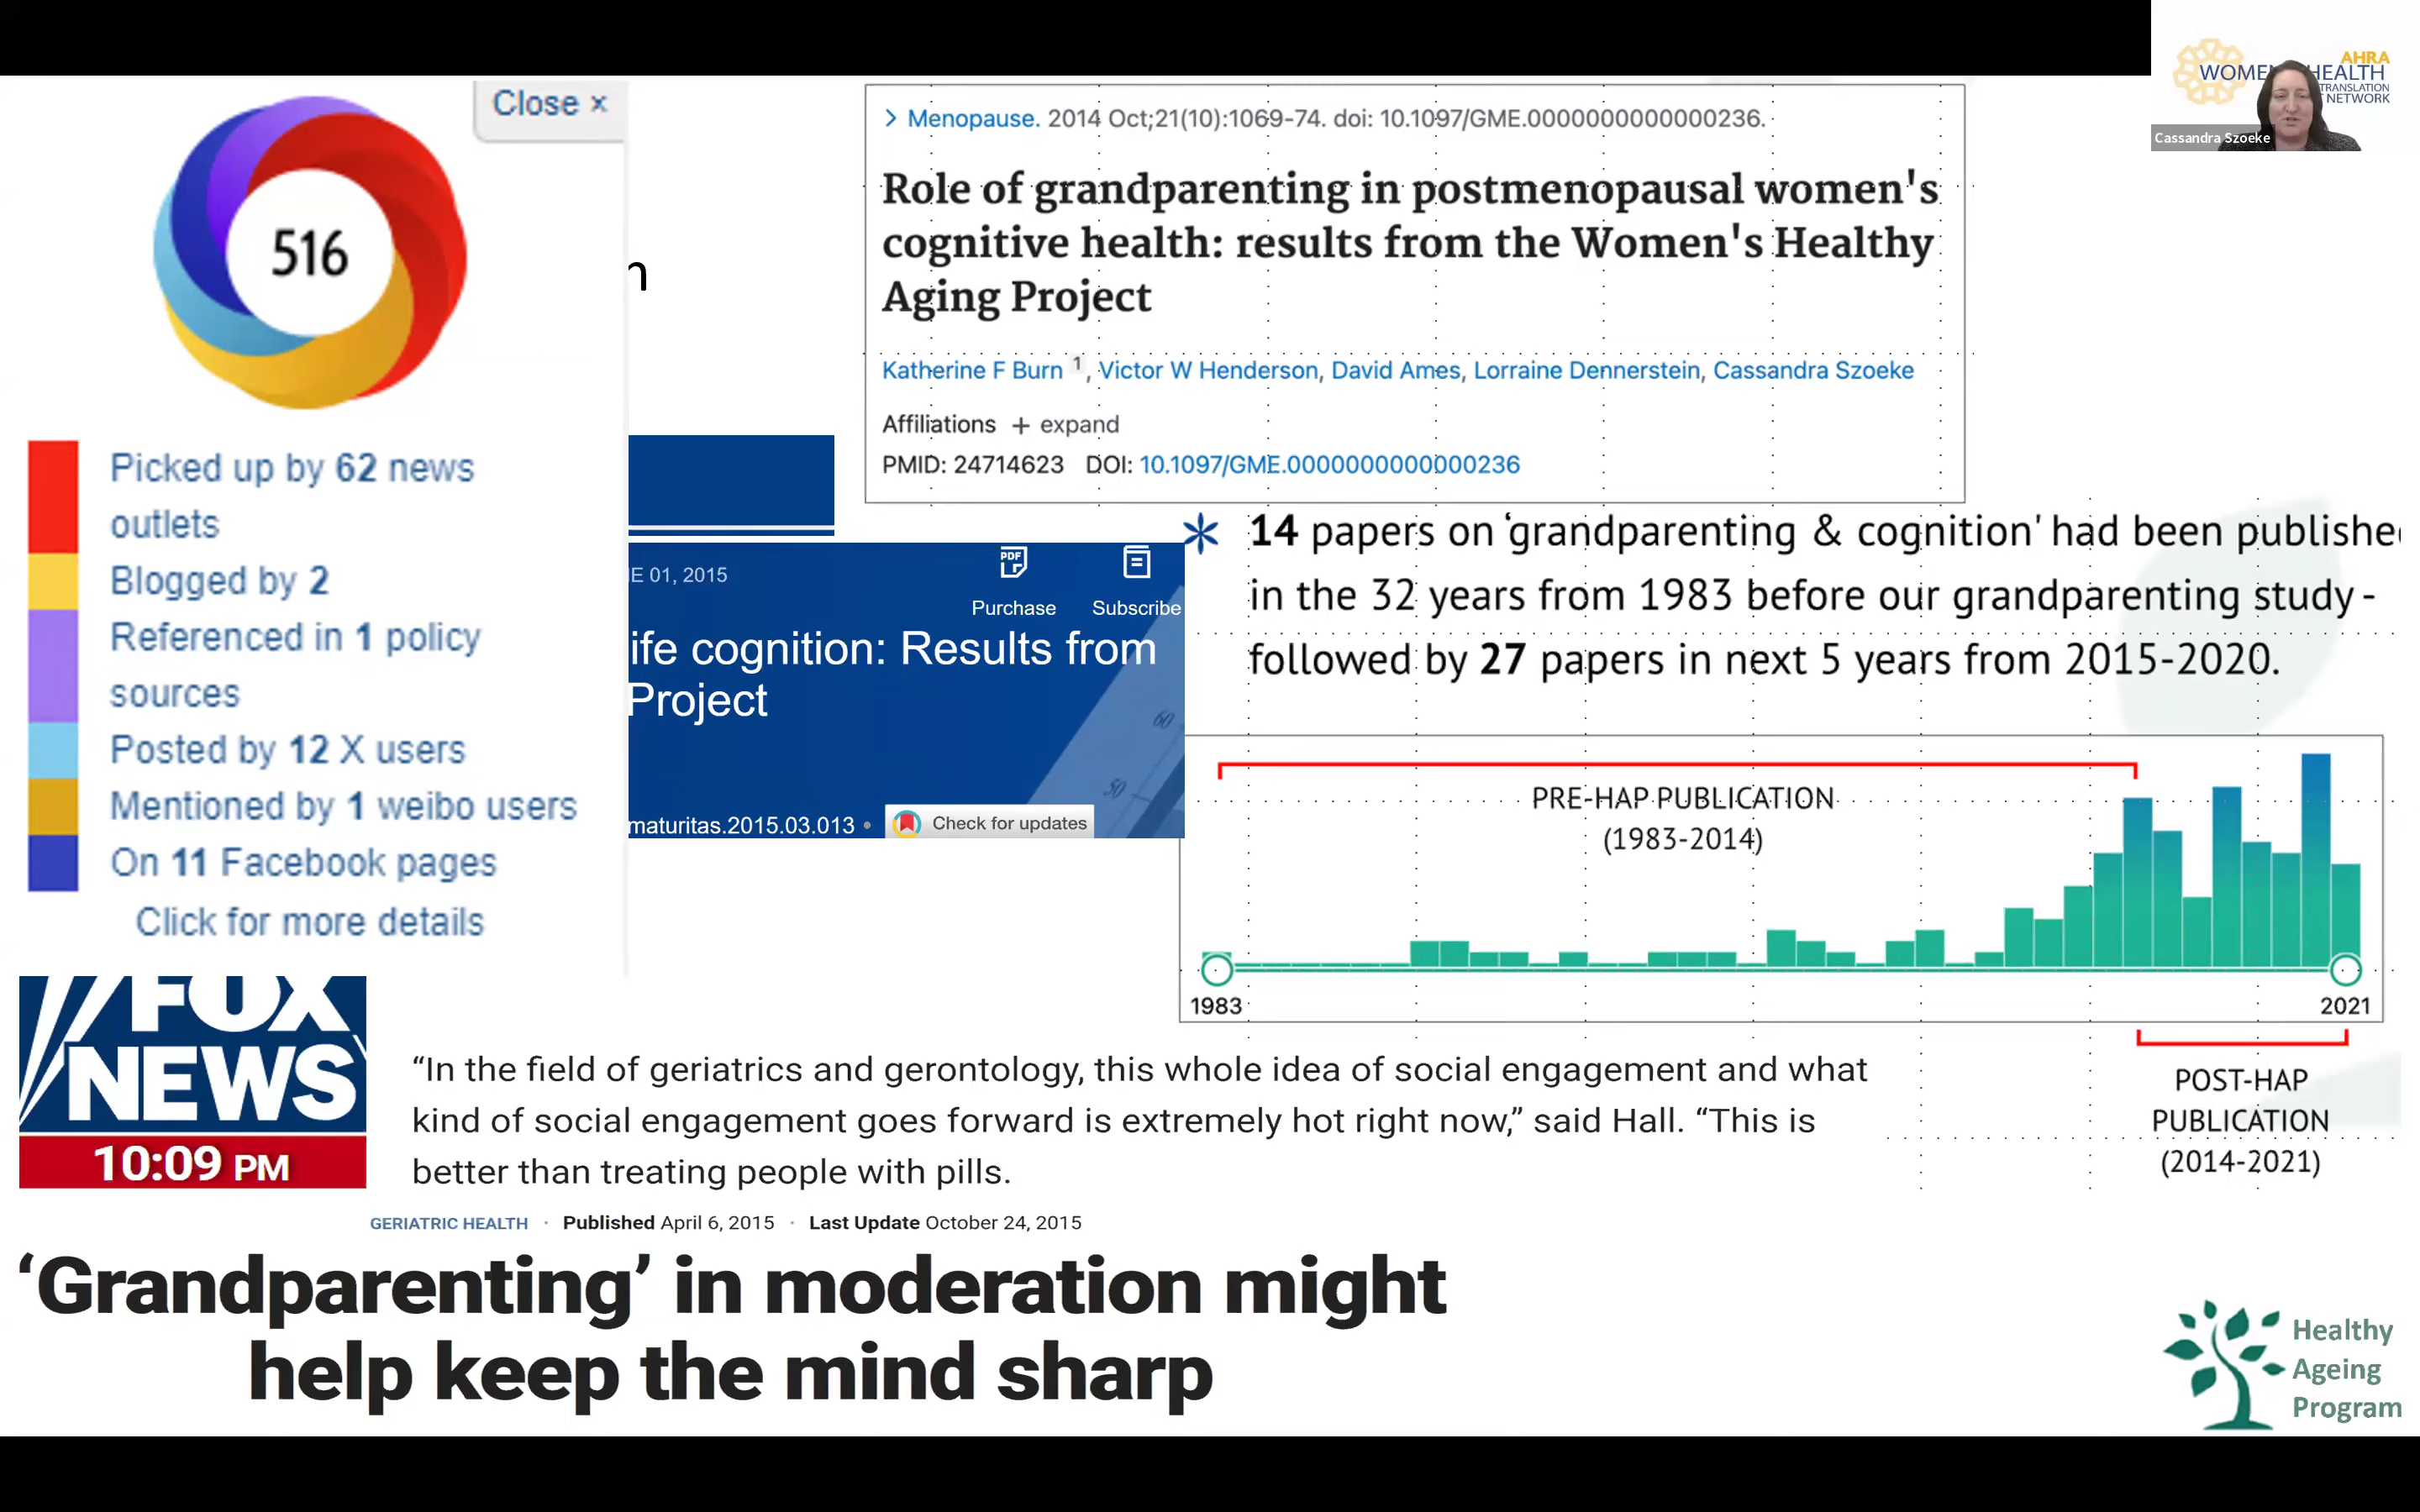 AHRA
WOMEN HEALTH
TRANSLATION
NETWORK
Cassandra Szoeke
Close ×
516
Picked up by 62 news
outlets
Blogged by 2
Referenced in 1 policy
sources
Posted by 12 X users
Mentioned by 1 weibo users
On 11 Facebook pages
Click for more details
n
> Menopause. 2014 Oct;21(10):1069-74. doi: 10.1097/GME.0000000000000236.
Role of grandparenting in postmenopausal women's
cognitive health: results from the Women's Healthy
Aging Project
Katherine F Burn 1, Victor W Henderson, David Ames, Lorraine Dennerstein, Cassandra Szoeke
Affiliations + expand
PMID: 24714623 DOI: 10.1097/GME.0000000000000236
E 01, 2015
PDF
Purchase
Subscribe
ife cognition: Results from
Project
60
50
maturitas.2015.03.013 •
Check for updates
* 14 papers on ‘grandparenting & cognition' had been publishe
in the 32 years from 1983 before our grandparenting study -
followed by 27 papers in next 5 years from 2015-2020.
PRE-HAP PUBLICATION
(1983-2014)
1983
2021
POST-HAP
PUBLICATION
(2014-2021)
FOX
NEWS
10:09 PM
“In the field of geriatrics and gerontology, this whole idea of social engagement and what
kind of social engagement goes forward is extremely hot right now,” said Hall. “This is
better than treating people with pills.
GERIATRIC HEALTH · Published April 6, 2015 · Last Update October 24, 2015
‘Grandparenting’ in moderation might
help keep the mind sharp
Healthy
Ageing
Program